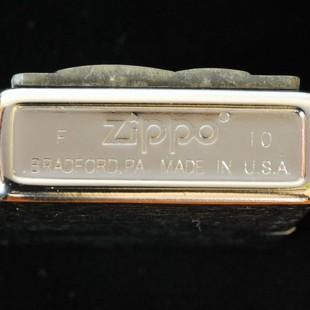 F Zippo® 10
BRADFORD,PA. MADE IN U.S.A.